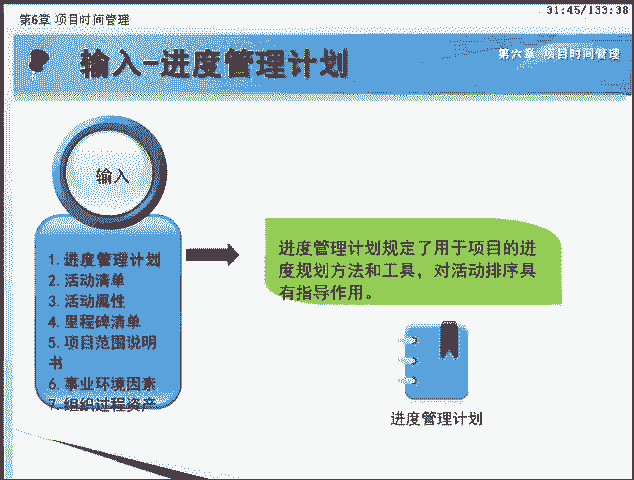 第6章 项目时间管理
31:45/133:38
输入-进度管理计划
第六章 项目时间管理
输入
1.进度管理计划
2.活动清单
3.活动属性
4.里程碑清单
5.项目范围说明
书
6.事业环境因素
7.组织过程资产
进度管理计划规定了用于项目的进
度规划方法和工具，对活动排序具
有指导作用。
进度管理计划